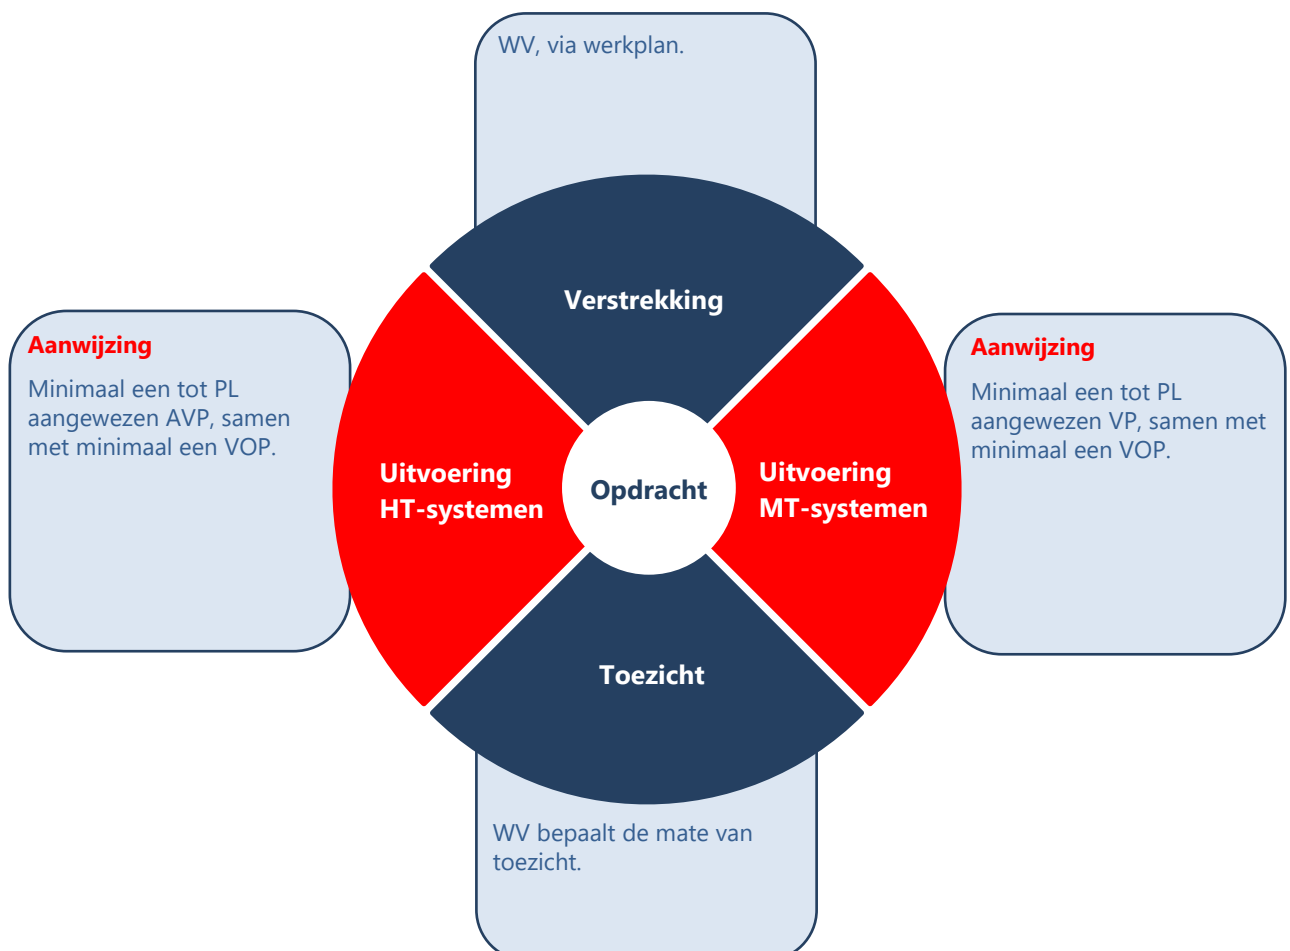 WV, via werkplan.
Verstrekking
Aanwijzing
Minimaal een tot PL
aangewezen AVP, samen
met minimaal een VOP.
Uitvoering
HT-systemen
Opdracht
Uitvoering
MT-systemen
Aanwijzing
Minimaal een tot PL
aangewezen VP, samen met
minimaal een VOP.
Toezicht
WV bepaalt de mate van
toezicht.